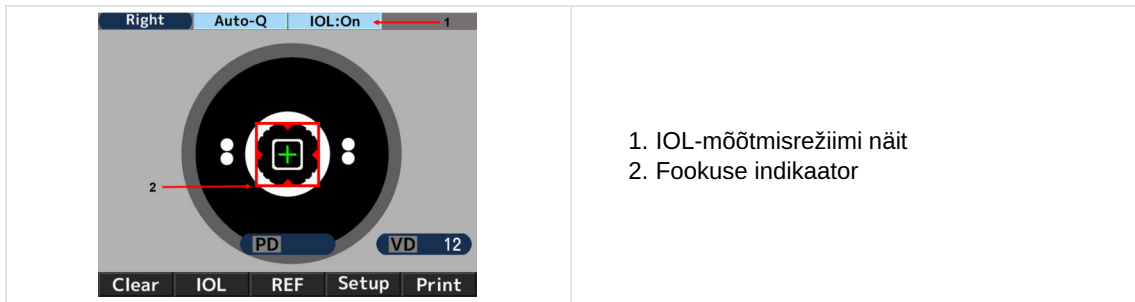 Right Auto-Q IOL:On 1
2
PD VD 12
Clear IOL REF Setup Print
1. IOL-mõõtmisrežiimi näit
2. Fookuse indikaator